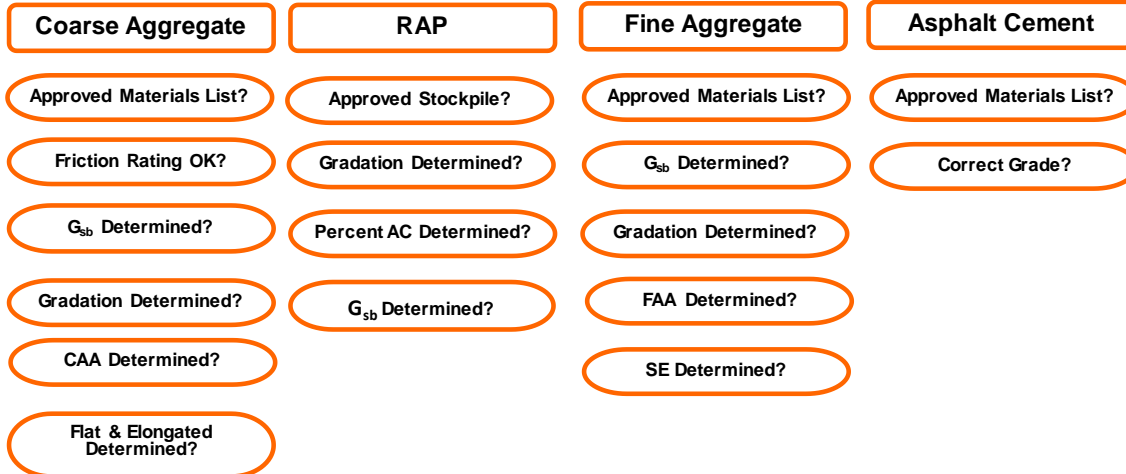 Coarse Aggregate
Approved Materials List?
Friction Rating OK?
Gsb Determined?
Gradation Determined?
CAA Determined?
Flat & Elongated
Determined?
RAP
Approved Stockpile?
Gradation Determined?
Percent AC Determined?
Gsb Determined?
Fine Aggregate
Approved Materials List?
Gsb Determined?
Gradation Determined?
FAA Determined?
SE Determined?
Asphalt Cement
Approved Materials List?
Correct Grade?